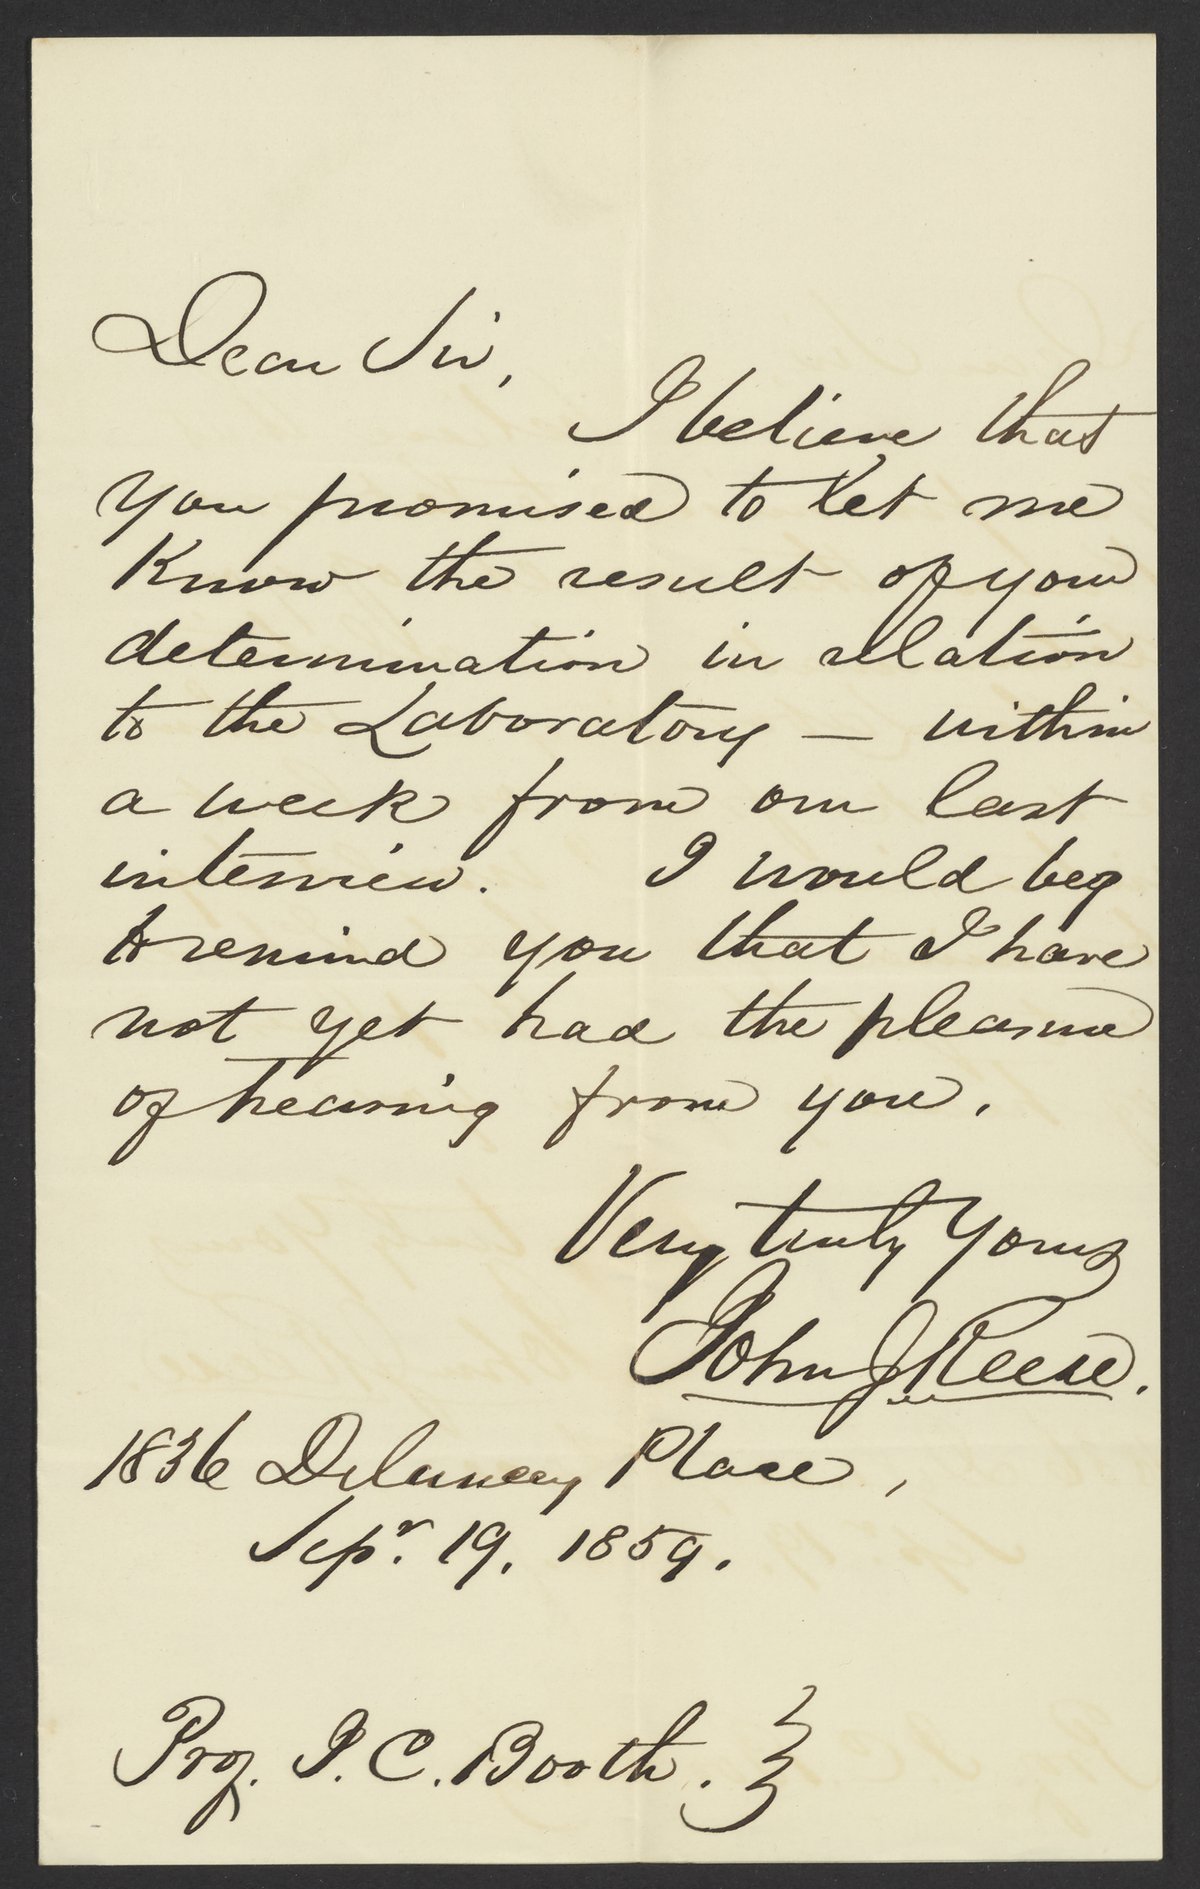 Dear Sir,
I believe that
you promised to let me
know the result of your
determination in relation
to the Laboratory — within
a week from our last
interview. I would beg
to remind you that I have
not yet had the pleasure
of hearing from you.
Very truly yours
John J. Reese.
1836 Delancey Place,
Sepr. 19. 1859.
Prof. J. C. Booth.